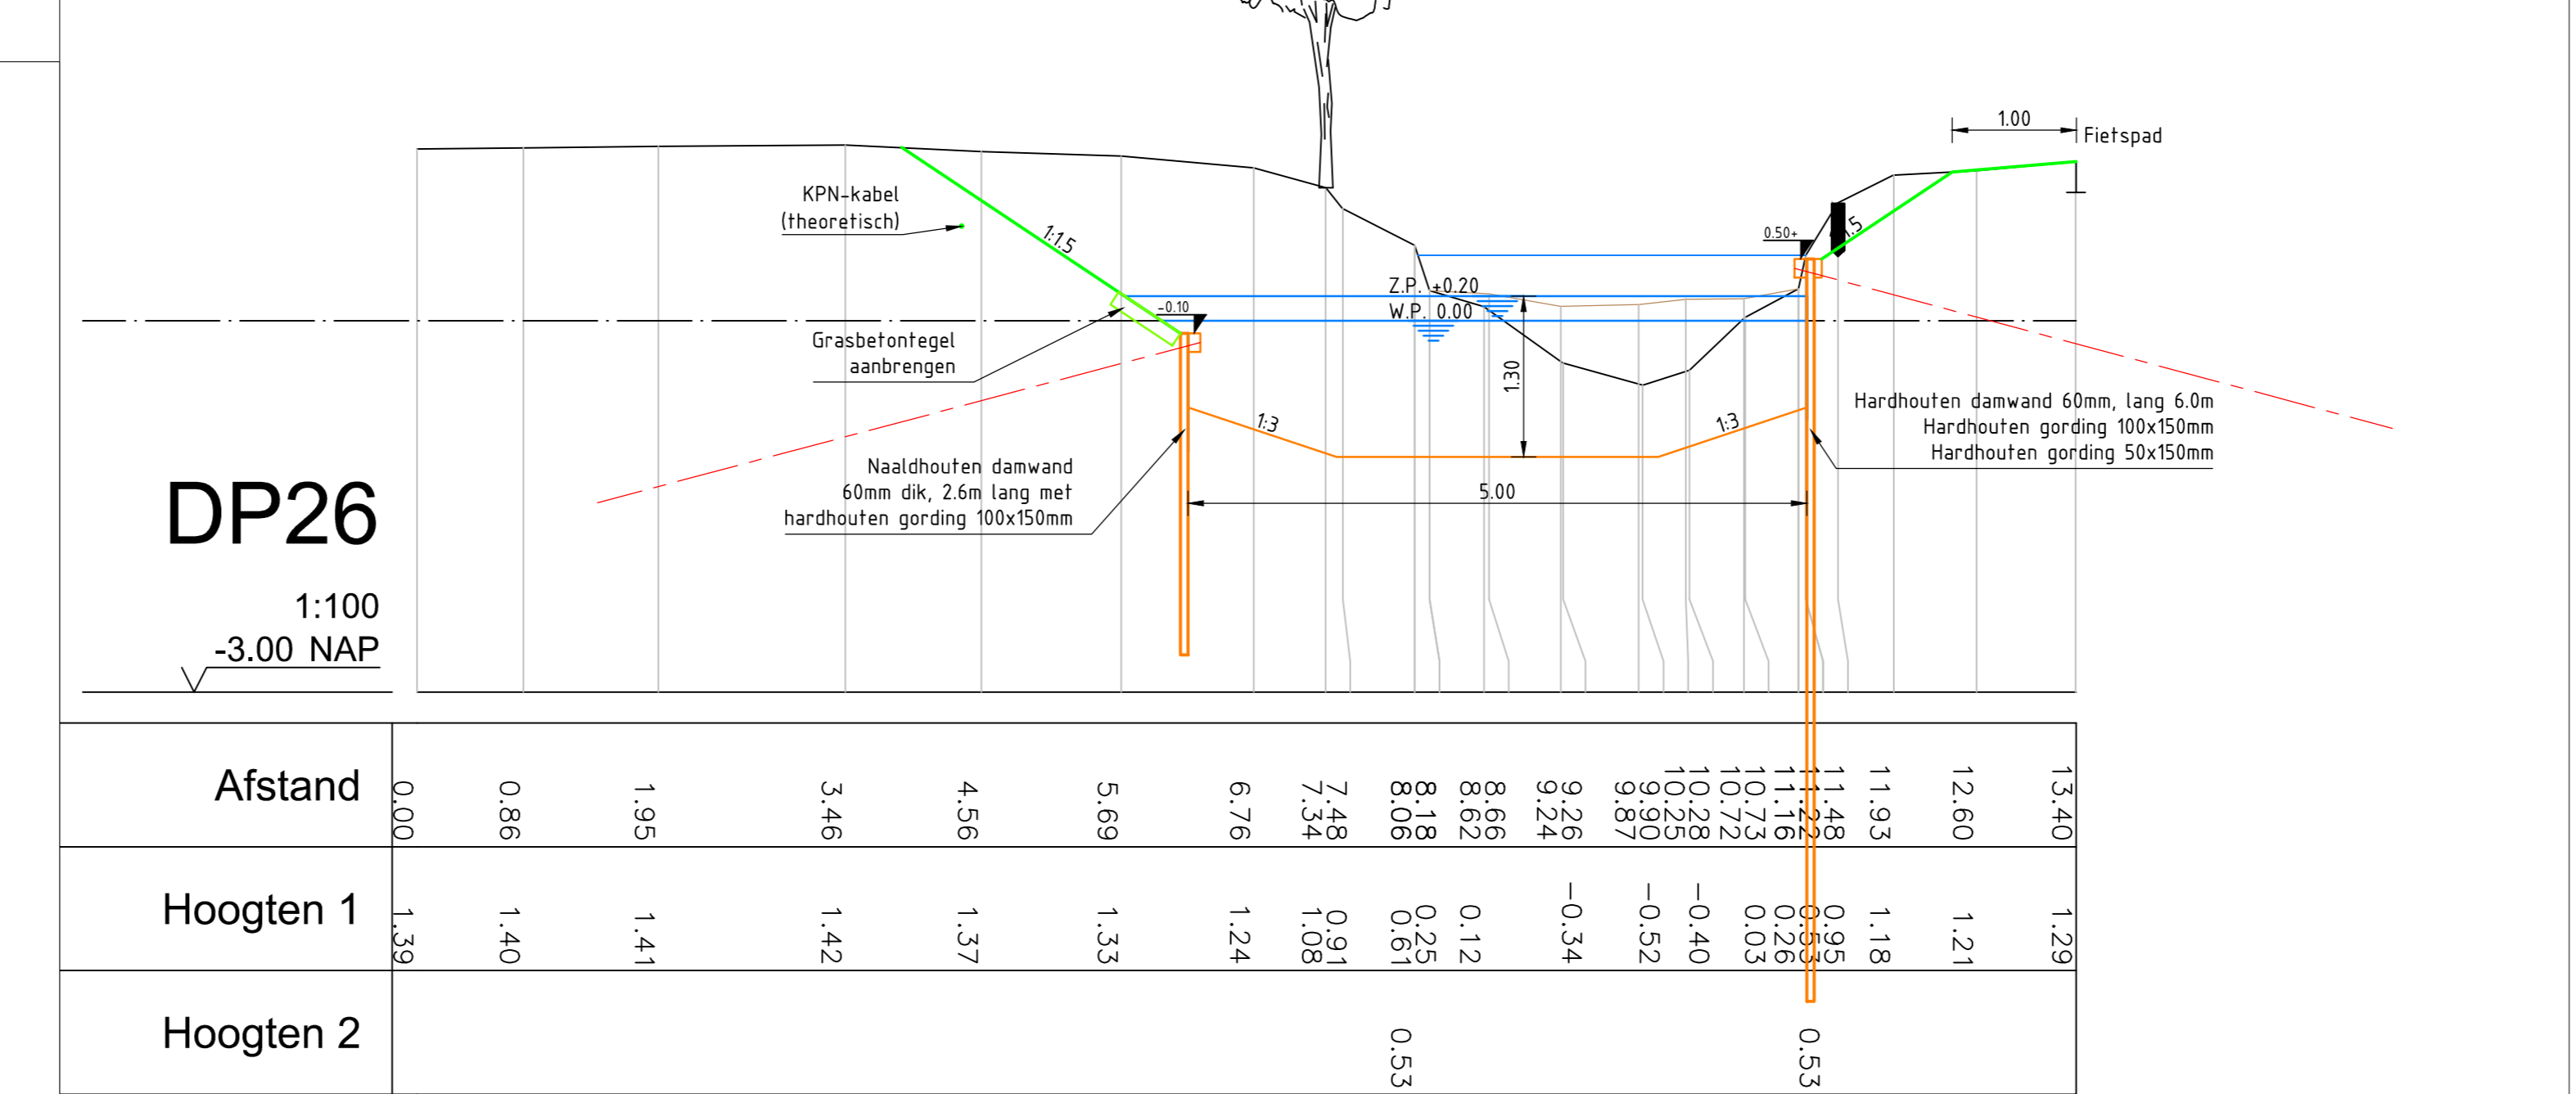 1.00
Fietspad
KPN-kabel
(theoretisch)
1:1.5
0.50+
Z.P. +0.20
W.P. 0.00
-0.10
Grasbetontegel
aanbrengen
1.30
1:3
1:3
Hardhouten damwand 60mm, lang 6.0m
Hardhouten gording 100x150mm
Hardhouten gording 50x150mm
Naaldhouten damwand
60mm dik, 2.6m lang met
hardhouten gording 100x150mm
5.00
DP26
1:100
-3.00 NAP
Afstand 0.00 0.86 1.95 3.46 4.56 5.69 6.76 7.34 7.48 8.06 8.18 8.62 8.66 9.24 9.26 9.87 9.90 10.25 10.28 10.72 10.73 11.16 11.22 11.48 11.93 12.60 13.40
Hoogten 1 1.39 1.40 1.41 1.42 1.37 1.33 1.24 1.08 0.91 0.61 0.25 0.12 -0.34 -0.52 -0.40 0.03 0.26 0.53 0.95 1.18 1.21 1.29
Hoogten 2 0.53 0.53